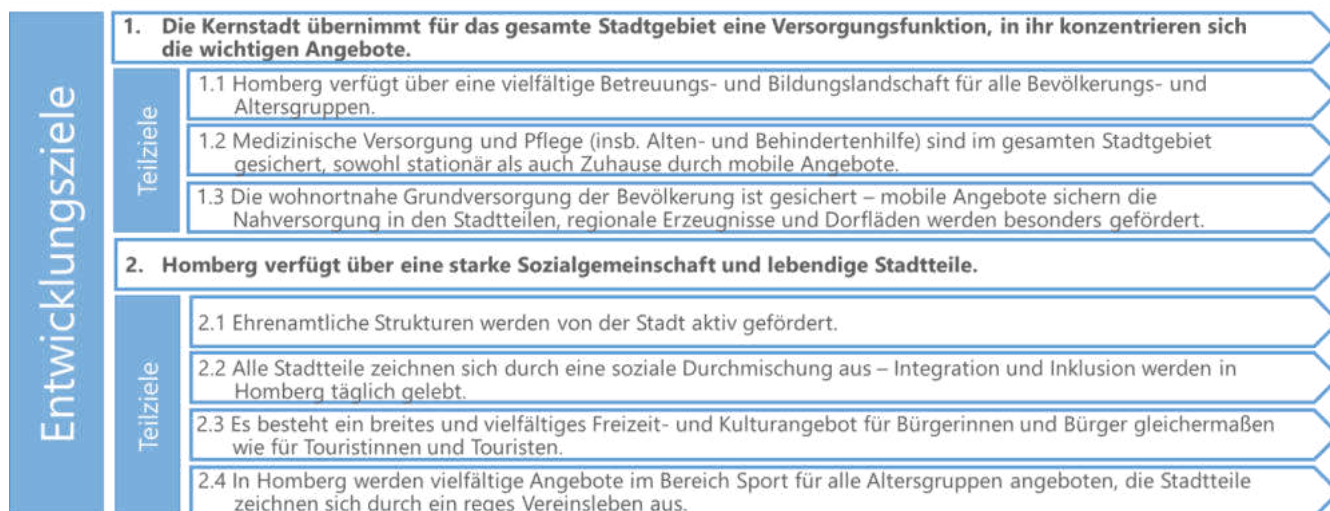 Entwicklungsziele
1. Die Kernstadt übernimmt für das gesamte Stadtgebiet eine Versorgungsfunktion, in ihr konzentrieren sich
die wichtigen Angebote.
Teilziele
1.1 Homberg verfügt über eine vielfältige Betreuungs- und Bildungslandschaft für alle Bevölkerungs- und
Altersgruppen.
1.2 Medizinische Versorgung und Pflege (insb. Alten- und Behindertenhilfe) sind im gesamten Stadtgebiet
gesichert, sowohl stationär als auch Zuhause durch mobile Angebote.
1.3 Die wohnortnahe Grundversorgung der Bevölkerung ist gesichert – mobile Angebote sichern die
Nahversorgung in den Stadtteilen, regionale Erzeugnisse und Dorfläden werden besonders gefördert.
2. Homberg verfügt über eine starke Sozialgemeinschaft und lebendige Stadtteile.
Teilziele
2.1 Ehrenamtliche Strukturen werden von der Stadt aktiv gefördert.
2.2 Alle Stadtteile zeichnen sich durch eine soziale Durchmischung aus – Integration und Inklusion werden in
Homberg täglich gelebt.
2.3 Es besteht ein breites und vielfältiges Freizeit- und Kulturangebot für Bürgerinnen und Bürger gleichermaßen
wie für Touristinnen und Touristen.
2.4 In Homberg werden vielfältige Angebote im Bereich Sport für alle Altersgruppen angeboten, die Stadtteile
zeichnen sich durch ein reges Vereinsleben aus.